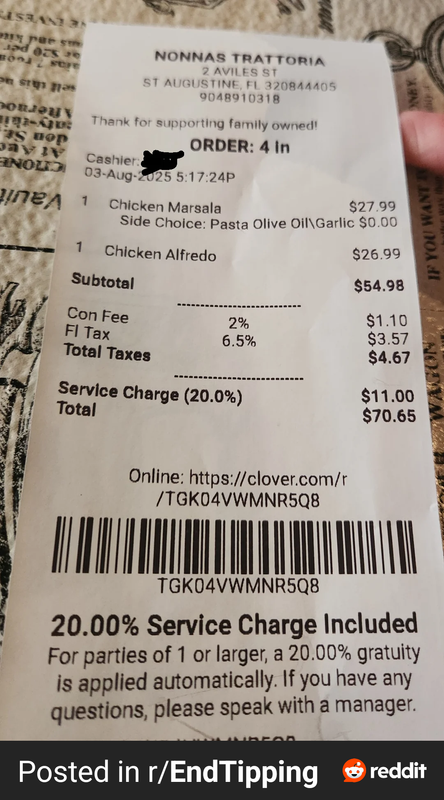 NONNAS TRATTORIA
2 AVILES ST
ST AUGUSTINE, FL 320844405
9048910318
Thank for supporting family owned!
ORDER: 4 In
Cashier:
03-Aug-2025 5:17:24P
1 Chicken Marsala $27.99
Side Choice: Pasta Olive Oil\Garlic $0.00
1 Chicken Alfredo $26.99
Subtotal $54.98
Con Fee 2% $1.10
Fl Tax 6.5% $3.57
Total Taxes $4.67
Service Charge (20.0%) $11.00
Total $70.65
Online: https://clover.com/r
/TGK04VWMNR5Q8
TGK04VWMNR5Q8
20.00% Service Charge Included
For parties of 1 or larger, a 20.00% gratuity
is applied automatically. If you have any
questions, please speak with a manager.
Posted in r/EndTipping reddit